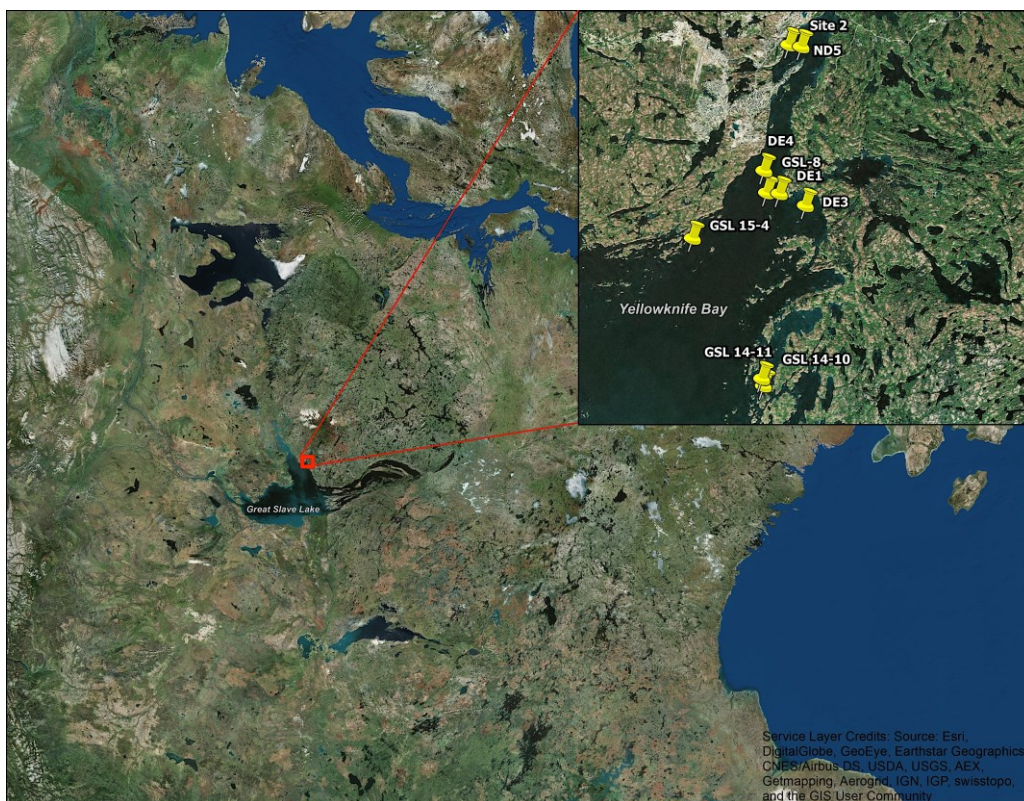 Site 2
ND5
DE4
GSL-8
DE1
DE3
GSL 15-4
Yellowknife Bay
GSL 14-11
GSL 14-10
Great Slave Lake
Service Layer Credits: Source: Esri,
DigitalGlobe, GeoEye, Earthstar Geographics,
CNES/Airbus DS, USDA, USGS, AEX,
Getmapping, Aerogrid, IGN, IGP, swisstopo,
and the GIS User Community